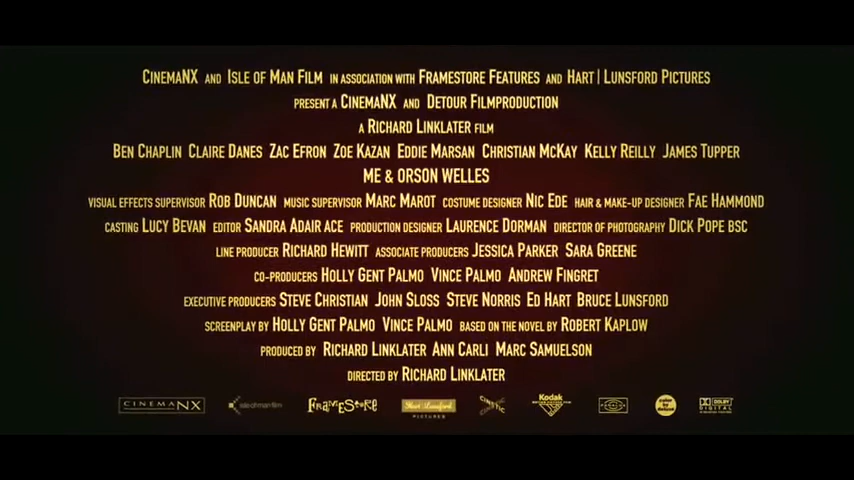 CINEMANX AND ISLE OF MAN FILM IN ASSOCIATION WITH FRAMESTORE FEATURES AND HART | LUNSFORD PICTURES
PRESENT A CINEMANX AND DETOUR FILMPRODUCTION
A RICHARD LINKLATER FILM
BEN CHAPLIN CLAIRE DANES ZAC EFRON ZOE KAZAN EDDIE MARSAN CHRISTIAN MCKAY KELLY REILLY JAMES TUPPER
ME & ORSON WELLES
VISUAL EFFECTS SUPERVISOR ROB DUNCAN MUSIC SUPERVISOR MARC MAROT COSTUME DESIGNER NIC EDE HAIR & MAKE-UP DESIGNER FAE HAMMOND
CASTING LUCY BEVAN EDITOR SANDRA ADAIR ACE PRODUCTION DESIGNER LAURENCE DORMAN DIRECTOR OF PHOTOGRAPHY DICK POPE BSC
LINE PRODUCER RICHARD HEWITT ASSOCIATE PRODUCERS JESSICA PARKER SARA GREENE
CO-PRODUCERS HOLLY GENT PALMO VINCE PALMO ANDREW FINGRET
EXECUTIVE PRODUCERS STEVE CHRISTIAN JOHN SLOSS STEVE NORRIS ED HART BRUCE LUNSFORD
SCREENPLAY BY HOLLY GENT PALMO VINCE PALMO BASED ON THE NOVEL BY ROBERT KAPLOW
PRODUCED BY RICHARD LINKLATER ANN CARLI MARC SAMUELSON
DIRECTED BY RICHARD LINKLATER
CINEMANX isleofmanfilm FRAMESTORE Hart Lunsford PICTURES CINETIC Kodak DOLBY DIGITAL